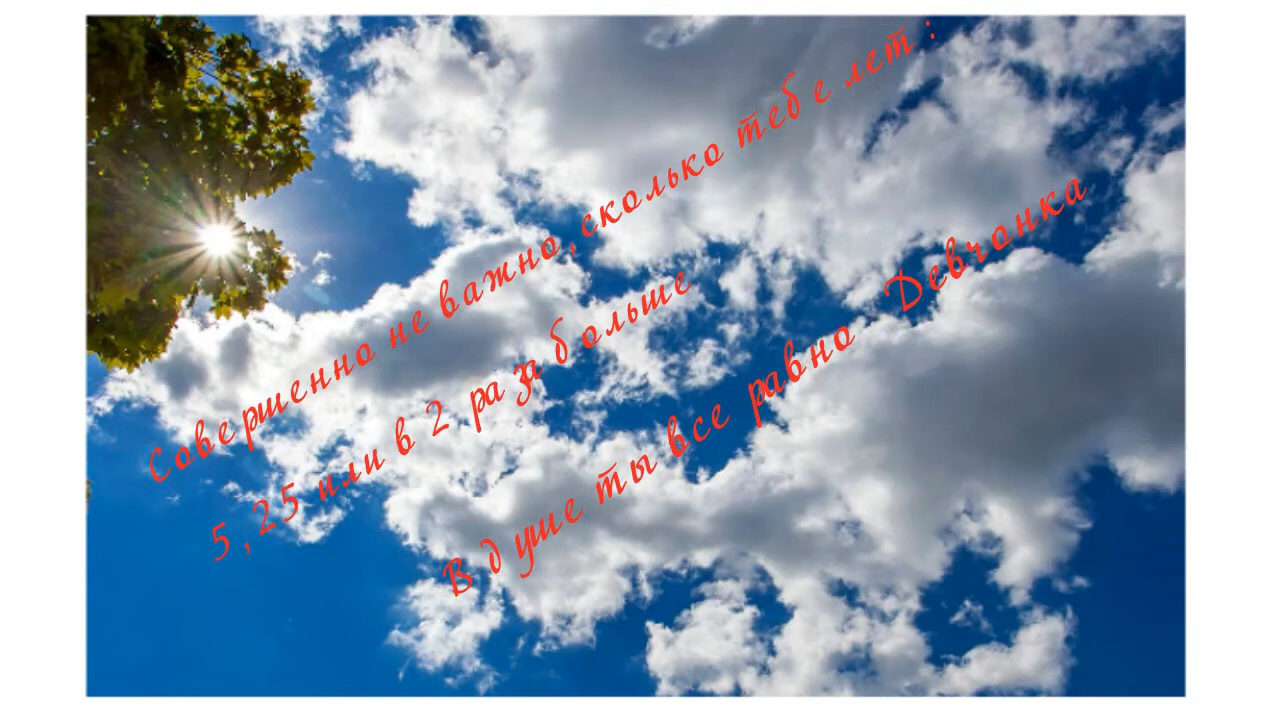 Совершенно не важно,сколько тебе лет :
5,25 или в 2 раза больше
В душе ты все равно Девчонка